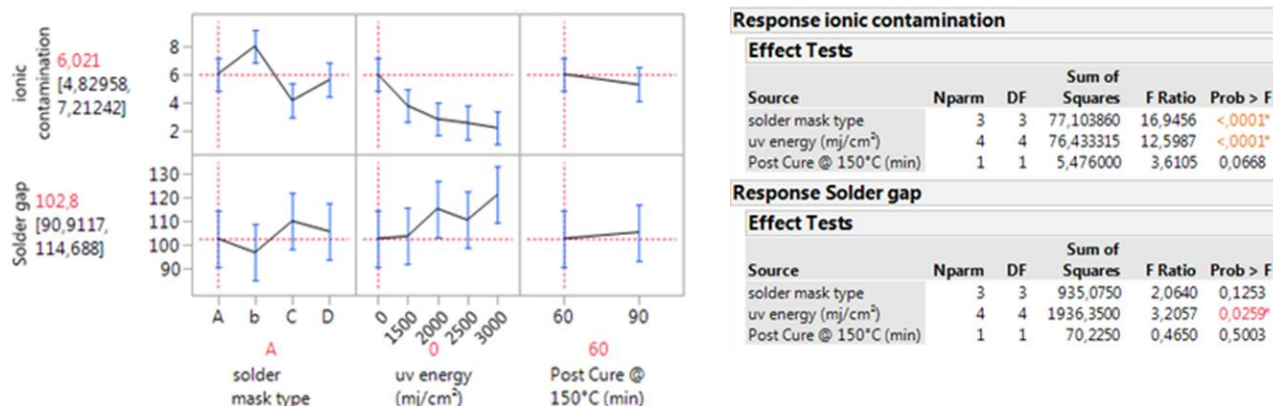 ionic
contamination
6,021
[4,82958,
7,21242]
8
6
4
2
Solder gap
102,8
[90,9117,
114,688]
130
120
110
100
90
A
b
C
D
0
1500
2000
2500
3000
60
90
A
solder
mask type
0
uv energy
(mj/cm²)
60
Post Cure @
150°C (min)
Response ionic contamination
Effect Tests
Sum of
Source Nparm DF Squares F Ratio Prob > F
solder mask type 3 3 77,103860 16,9456 <,0001*
uv energy (mj/cm²) 4 4 76,433315 12,5987 <,0001*
Post Cure @ 150°C (min) 1 1 5,476000 3,6105 0,0668
Response Solder gap
Effect Tests
Sum of
Source Nparm DF Squares F Ratio Prob > F
solder mask type 3 3 935,0750 2,0640 0,1253
uv energy (mj/cm²) 4 4 1936,3500 3,2057 0,0259*
Post Cure @ 150°C (min) 1 1 70,2250 0,4650 0,5003